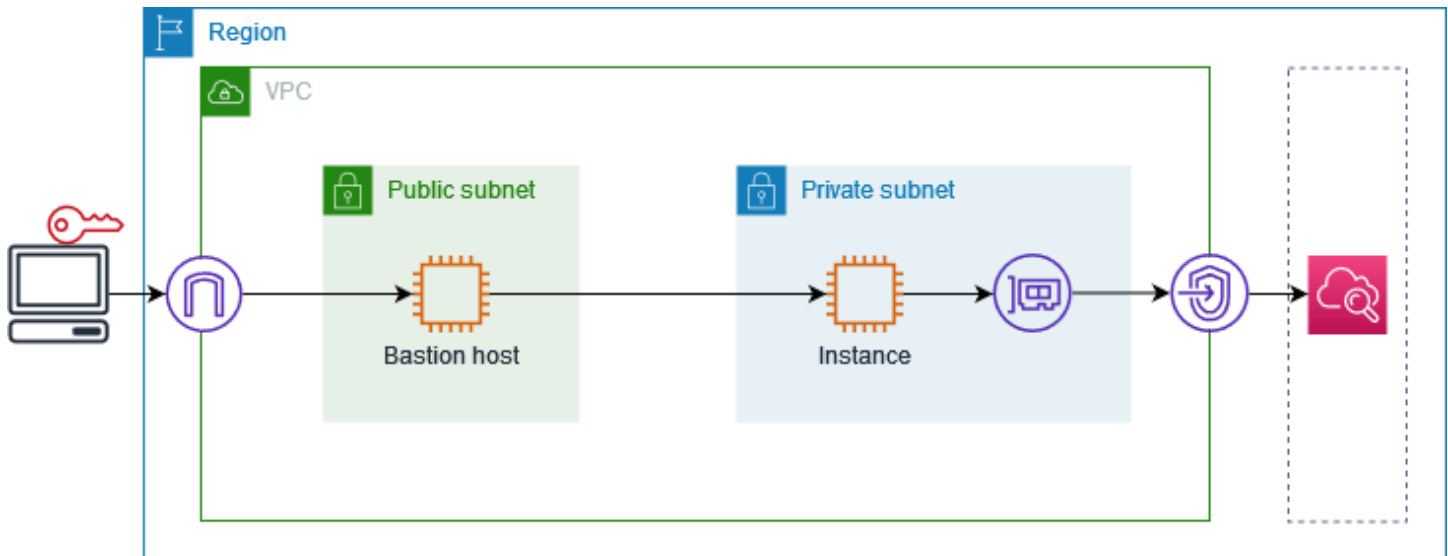 Region
VPC
Public subnet
Private subnet
Bastion host
Instance